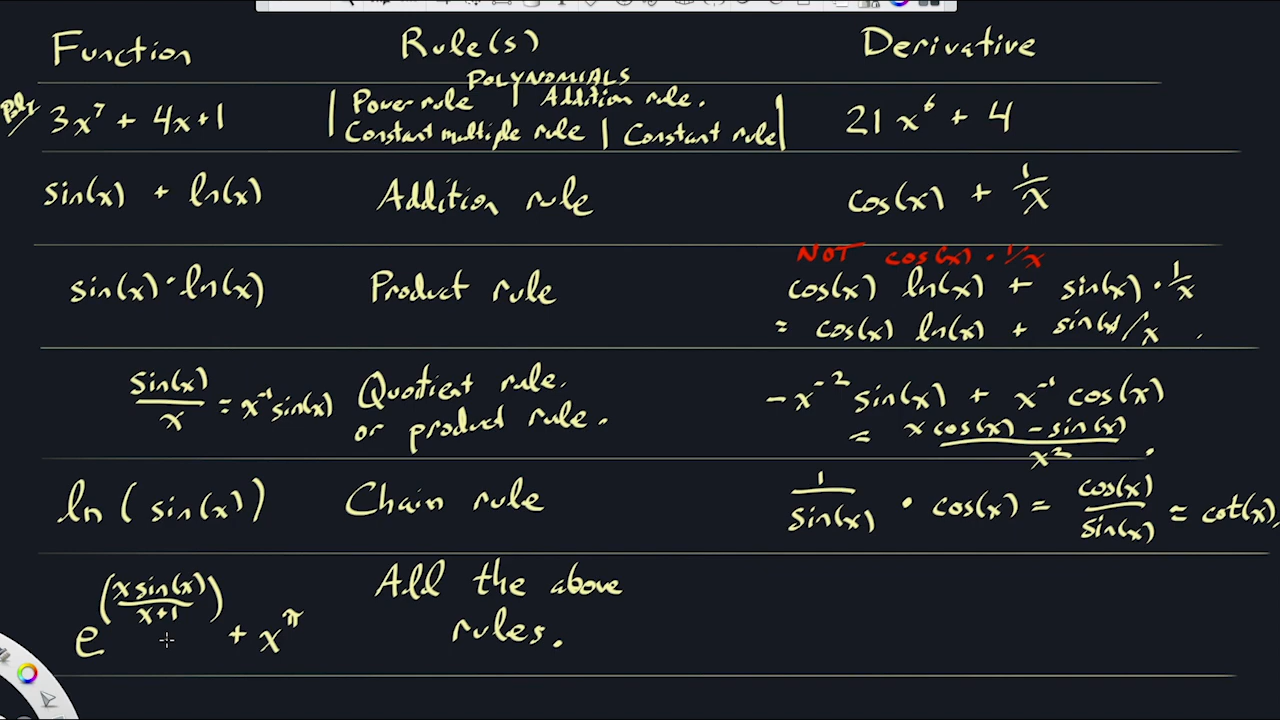 Function Rule(s) Derivative
POLYNOMIALS
Poly 3x⁷ + 4x+1 | Power rule | Addition rule. 21x⁶ + 4
Constant multiple rule | Constant rule |
sin(x) + ln(x) Addition rule cos(x) + 1/x
NOT cos(x) · 1/x
sin(x)·ln(x) Product rule cos(x) ln(x) + sin(x) · 1/x
= cos(x) ln(x) + sin(x)/x.
sin(x)/x = x⁻¹sin(x) Quotient rule. -x⁻² sin(x) + x⁻¹ cos(x)
or product rule. = (x cos(x) - sin(x))/x².
ln(sin(x)) Chain rule 1/sin(x) · cos(x) = cos(x)/sin(x) = cot(x)
e^(x sin(x)/(x+1)) + x^π All the above
rules.